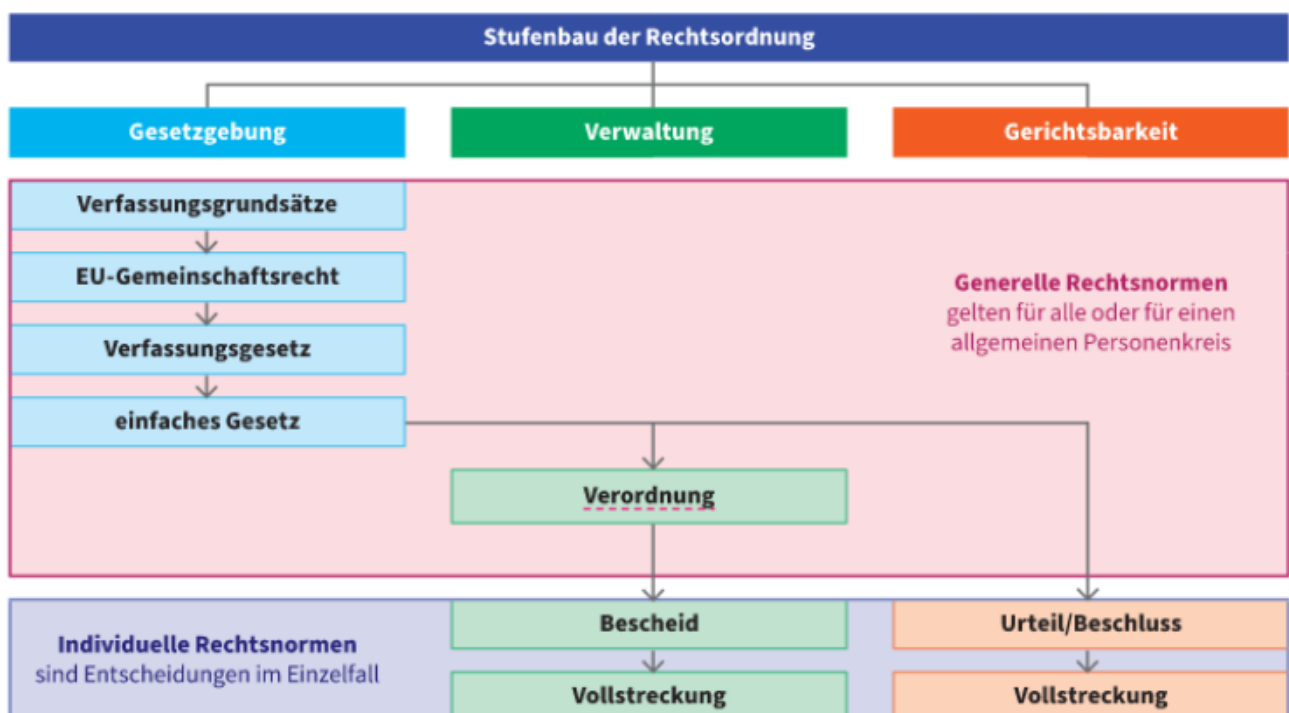 Stufenbau der Rechtsordnung
Gesetzgebung
Verwaltung
Gerichtsbarkeit
Verfassungsgrundsätze
EU-Gemeinschaftsrecht
Verfassungsgesetz
einfaches Gesetz
Generelle Rechtsnormen
gelten für alle oder für einen
allgemeinen Personenkreis
Verordnung
Individuelle Rechtsnormen
sind Entscheidungen im Einzelfall
Bescheid
Vollstreckung
Urteil/Beschluss
Vollstreckung